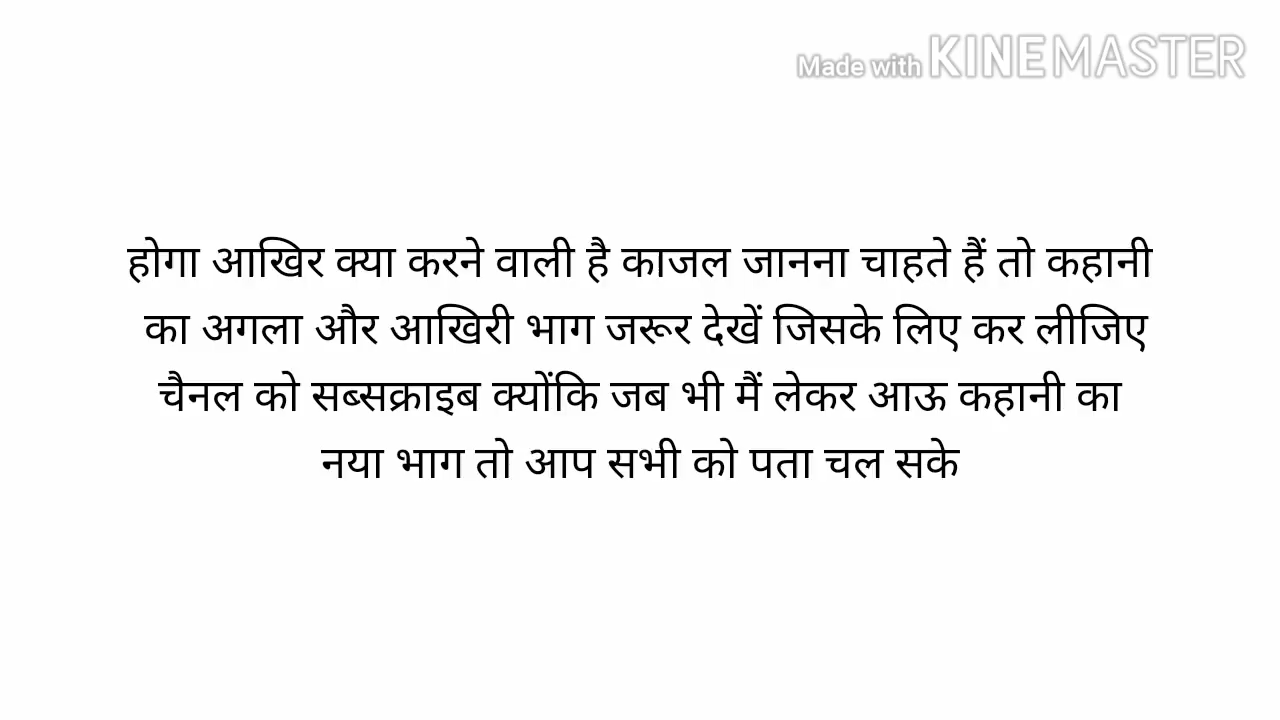 Made with KINEMASTER
होगा आखिर क्या करने वाली है काजल जानना चाहते हैं तो कहानी
का अगला और आखिरी भाग जरूर देखें जिसके लिए कर लीजिए
चैनल को सब्सक्राइब क्योंकि जब भी मैं लेकर आऊ कहानी का
नया भाग तो आप सभी को पता चल सके